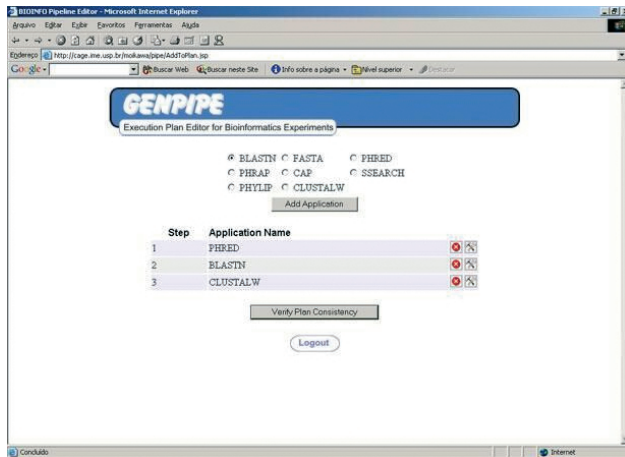 BIOINFO Pipeline Editor - Microsoft Internet Explorer
Arquivo Editar Exibir Favoritos Ferramentas Ajuda
Endereço http://cage.ime.usp.br/mokawa/pipe/AddToPlan.jsp
Google Buscar Web Buscar neste Site Info sobre a página Nível superior Destacar
GENPIPE
Execution Plan Editor for Bioinformatics Experiments
BLASTN FASTA PHRED
PHRAP CAP SSEARCH
PHYLIP CLUSTALW
Add Application
Step Application Name
1 PHRED
2 BLASTN
3 CLUSTALW
Verify Plan Consistency
Logout
Concluído Internet